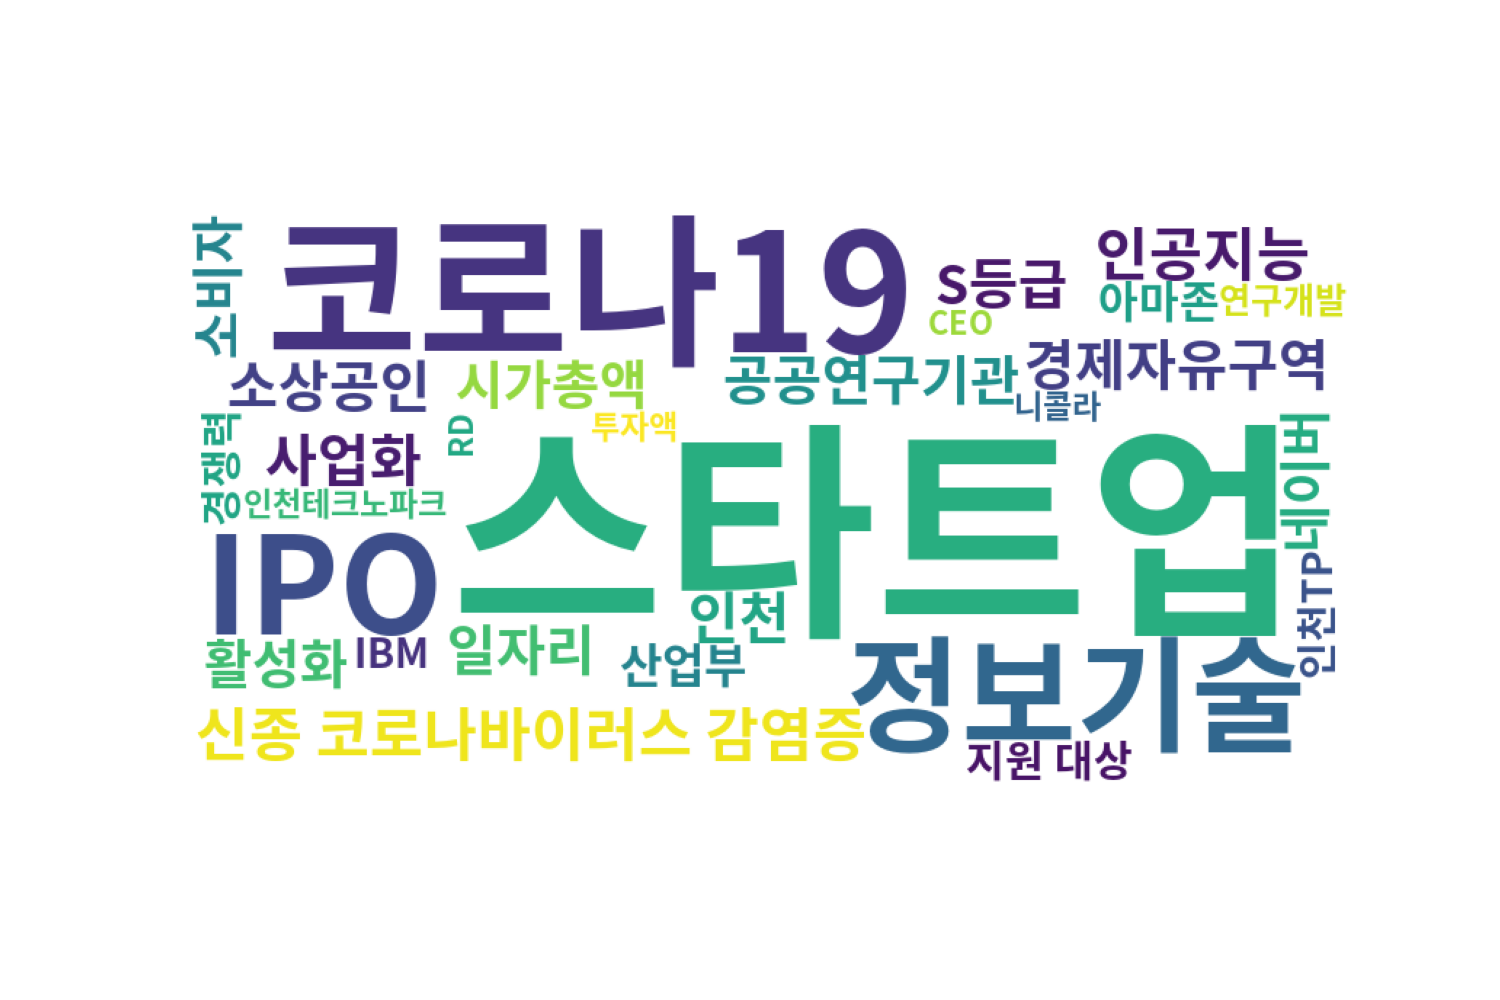 소비자
코로나19
S등급
인공지능
CEO
아마존
연구개발
소상공인
시가총액
공공연구기관
경제자유구역
니콜라
경쟁력
사업화
RD
투자액
스타트업
네이버
인천테크노파크
IPO
인천
인천TP
활성화
IBM
일자리
산업부
정보기술
신종 코로나바이러스 감염증
지원 대상